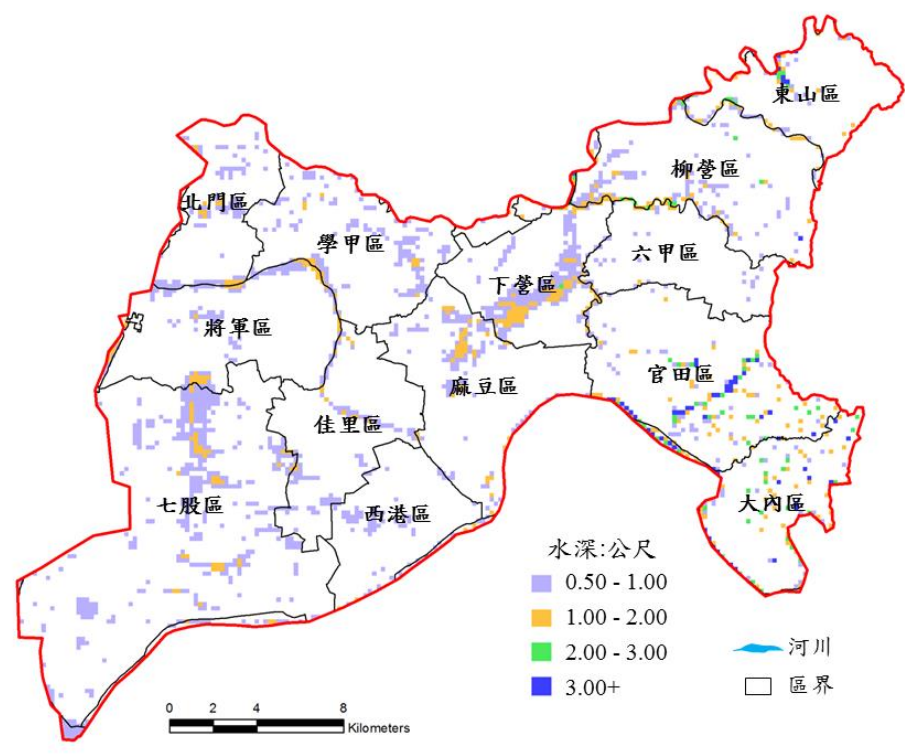 東山區
柳營區
北門區
學甲區
六甲區
下營區
將軍區
官田區
麻豆區
佳里區
七股區
西港區
大內區
水深:公尺
0.50 - 1.00
1.00 - 2.00
2.00 - 3.00
3.00+
河川
區界
0 2 4 8
Kilometers